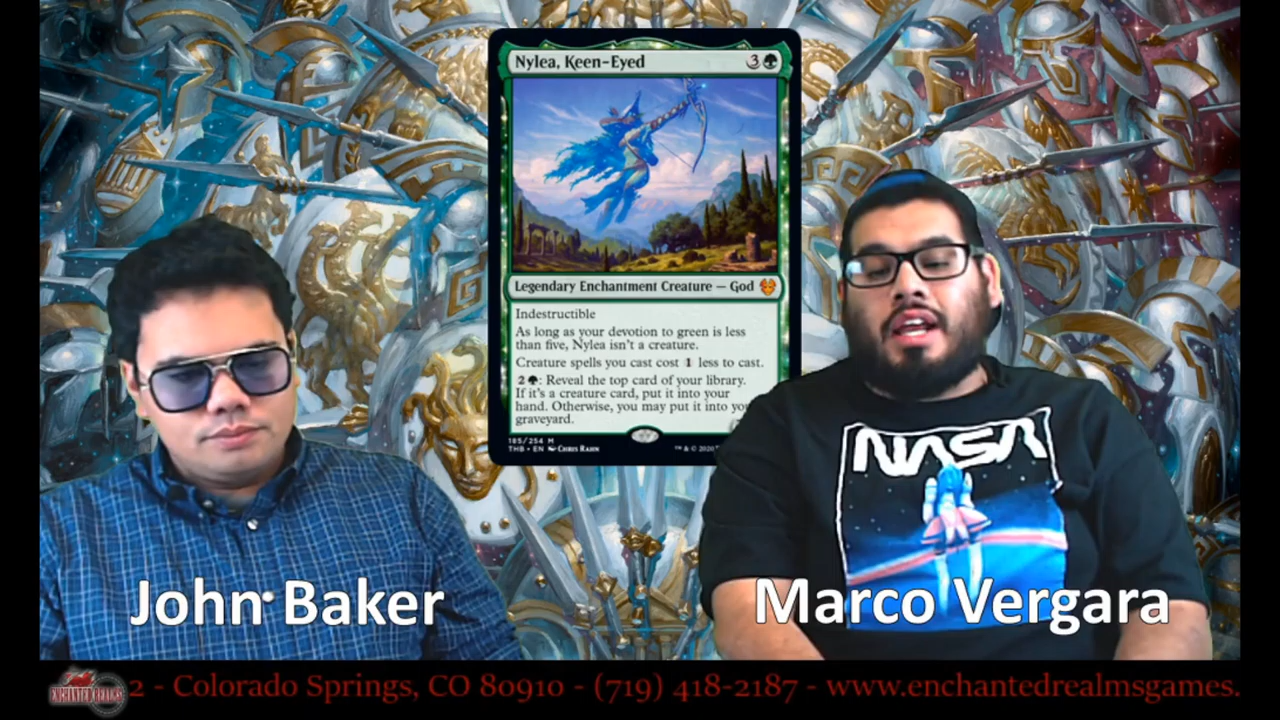 Nylea, Keen-Eyed 3
Legendary Enchantment Creature — God
Indestructible
As long as your devotion to green is less
than five, Nylea isn't a creature.
Creature spells you cast cost 1 less to cast.
2 : Reveal the top card of your library.
If it's a creature card, put it into your
hand. Otherwise, you may put it into
graveyard.
185/254 M
THB • EN Chris Rahn ™ & © 2020
NASA
John Baker
Marco Vergara
ENCHANTED REALMS
2 - Colorado Springs, CO 80910 - (719) 418-2187 - www.enchantedrealmsgames.